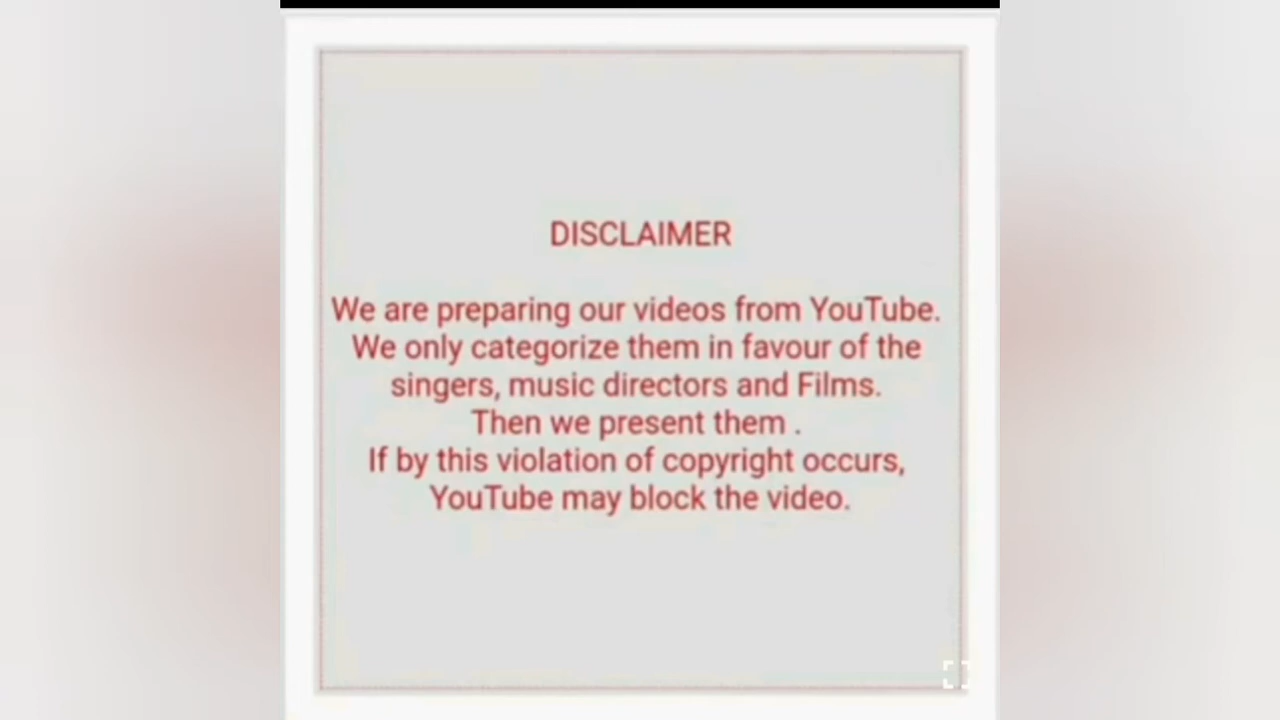 DISCLAIMER
We are preparing our videos from YouTube.
We only categorize them in favour of the
singers, music directors and Films.
Then we present them .
If by this violation of copyright occurs,
YouTube may block the video.